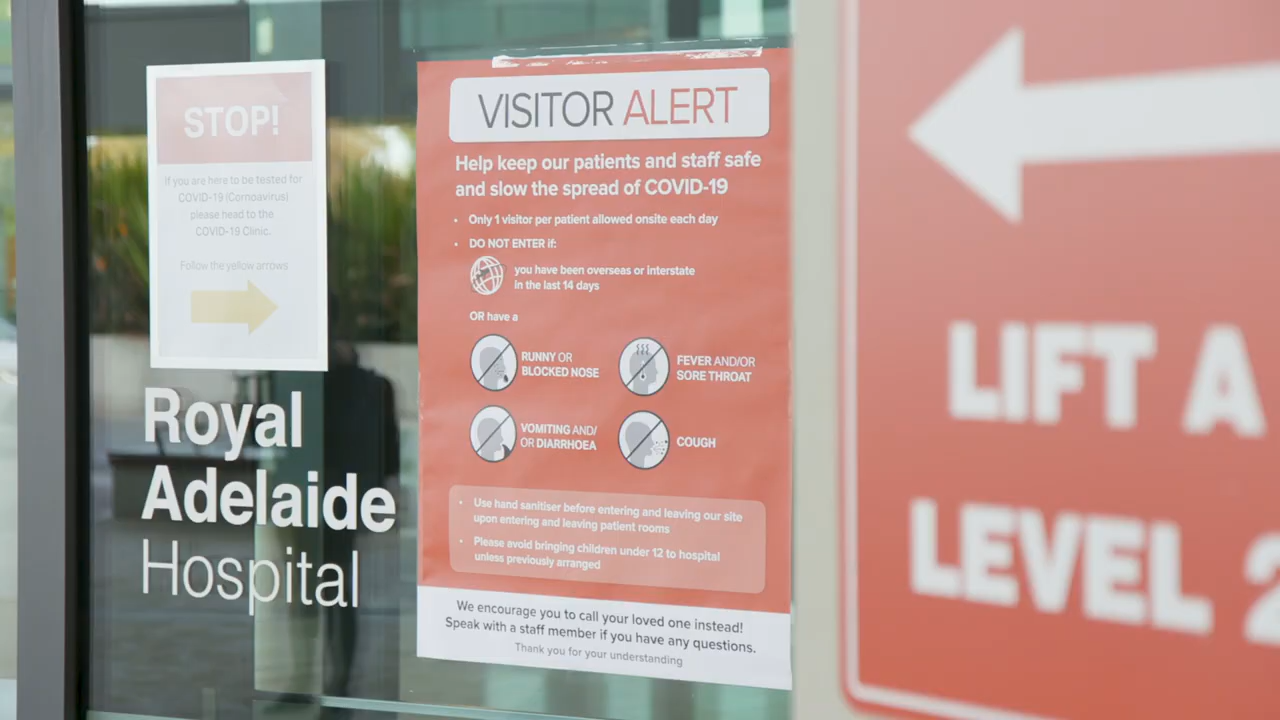 STOP!
If you are here to be tested for
COVID-19 (Cornoavirus)
please head to the
COVID-19 Clinic.
Follow the yellow arrows
Royal
Adelaide
Hospital
VISITOR ALERT
Help keep our patients and staff safe
and slow the spread of COVID-19
• Only 1 visitor per patient allowed onsite each day
• DO NOT ENTER if:
you have been overseas or interstate
in the last 14 days
OR have a
RUNNY OR
BLOCKED NOSE
FEVER AND/OR
SORE THROAT
VOMITING AND/
OR DIARRHOEA
COUGH
• Use hand sanitiser before entering and leaving our site
upon entering and leaving patient rooms
• Please avoid bringing children under 12 to hospital
unless previously arranged
We encourage you to call your loved one instead!
Speak with a staff member if you have any questions.
Thank you for your understanding
LIFT A
LEVEL 2